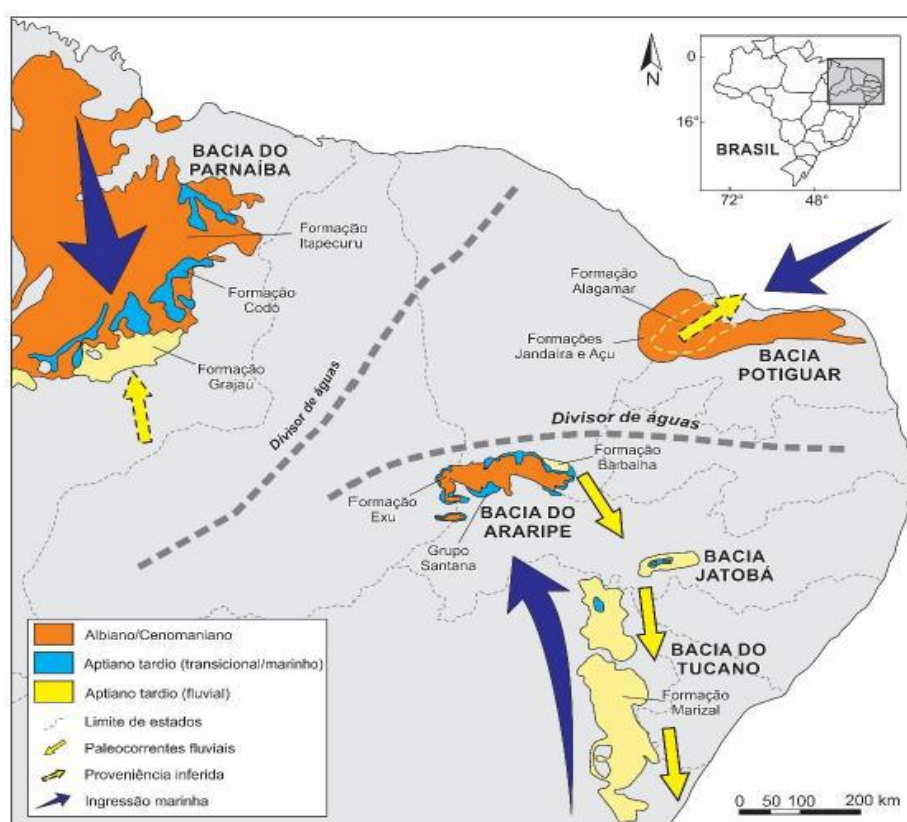 N
0
16°
BRASIL
72°
48°
BACIA DO
PARNAÍBA
Formação
Itapecuru
Formação
Codó
Formação
Grajaú
Divisor de águas
Formação
Alagamar
Formações
Jandaíra e Açu
BACIA
POTIGUAR
Divisor de águas
Formação
Barbalha
Formação
Exu
BACIA DO
ARARIPE
Grupo
Santana
BACIA
JATOBÁ
BACIA DO
TUCANO
Formação
Marizal
Albiano/Cenomaniano
Aptiano tardio (transicional/marinho)
Aptiano tardio (fluvial)
Limite de estados
Paleocorrentes fluviais
Proveniência inferida
Ingressão marinha
0 50 100 200 km